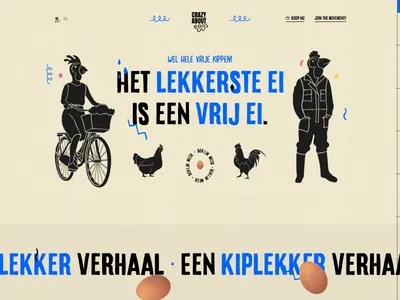 CRAZY
ABOUT
eggs
KOOP NU
JOIN THE MOVEMENT!
WEL HELE VRIJE KIPPEN!
HET LEKKERSTE EI
IS EEN VRIJ EI.
LEKKER VERHAAL · EEN KIPLEKKER VERHAA